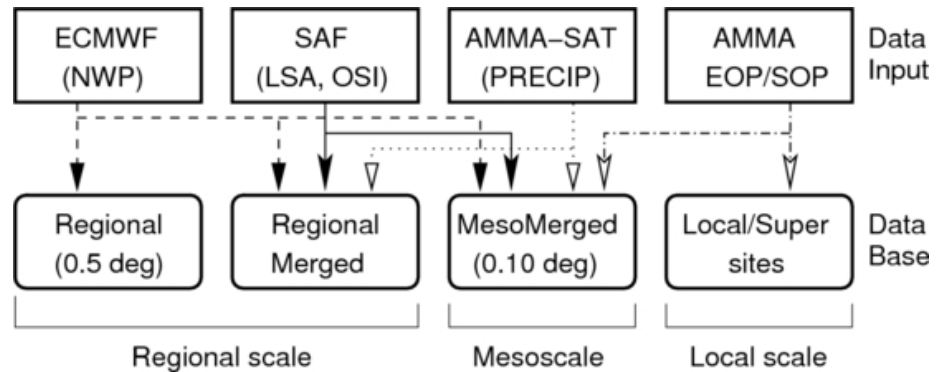 ECMWF
(NWP)
SAF
(LSA, OSI)
AMMA–SAT
(PRECIP)
AMMA
EOP/SOP
Data
Input
Regional
(0.5 deg)
Regional
Merged
MesoMerged
(0.10 deg)
Local/Super
sites
Data
Base
Regional scale
Mesoscale
Local scale